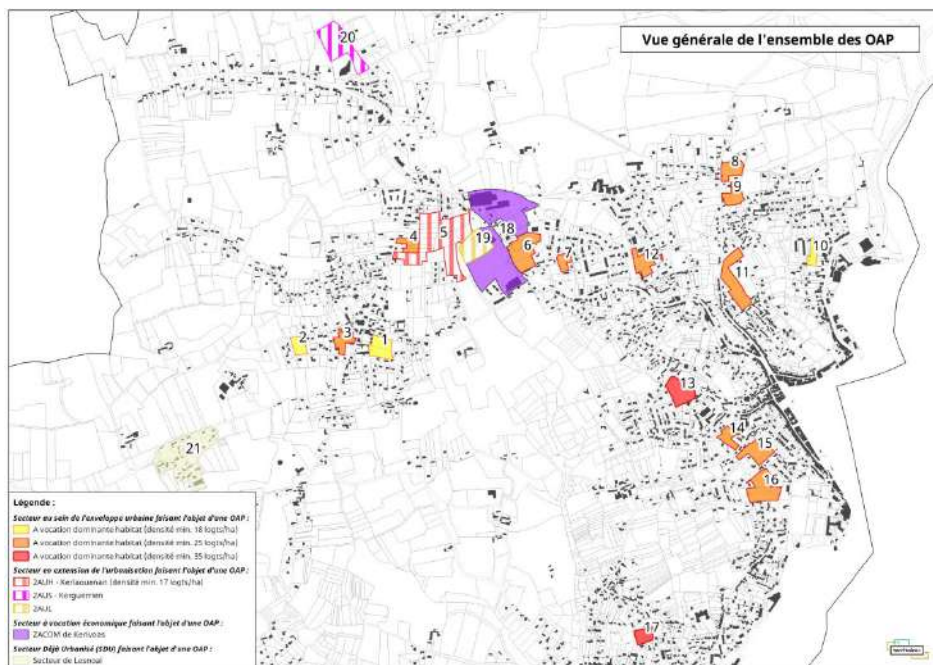 Vue générale de l'ensemble des OAP
20
8
9
5
4
18
19
6
7
12
10
11
2
3
1
13
21
14
15
16
17
Légende :
Secteur au sein de l'enveloppe urbaine faisant l'objet d'une OAP :
A vocation dominante habitat (densité min. 18 logts/ha)
A vocation dominante habitat (densité min. 25 logts/ha)
A vocation dominante habitat (densité min. 35 logts/ha)
Secteur en extension de l'urbanisation faisant l'objet d'une OAP :
2AUH - Kerlaouenan (densité min. 17 logts/ha)
2AUS - Kerguerrien
2AUL
Secteur à vocation économique faisant l'objet d'une OAP :
ZACOM de Kerivoas
Secteur Déjà Urbanisé (SDU) faisant l'objet d'une OAP :
Secteur de Lesnoal